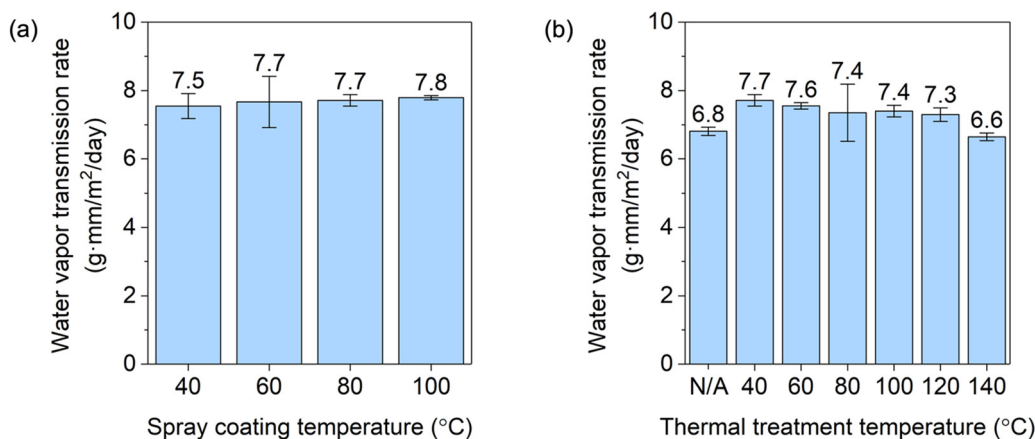 (a)
Water vapor transmission rate
(g·mm/m²/day)
10
8
6
4
2
0
7.5
7.7
7.7
7.8
40 60 80 100
Spray coating temperature (°C)
(b)
Water vapor transmission rate
(g·mm/m²/day)
10
8
6
4
2
0
6.8
7.7
7.6
7.4
7.4
7.3
6.6
N/A 40 60 80 100 120 140
Thermal treatment temperature (°C)